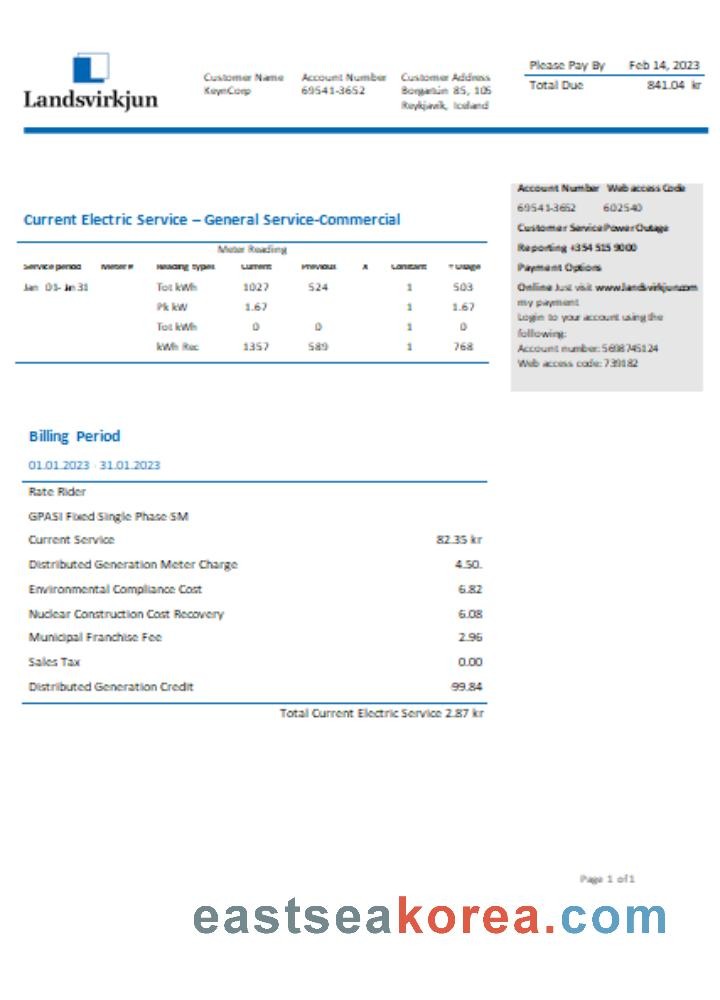 Landsvirkjun
Customer Name Account Number Customer Address
KeynCorp 69541-3652 Borgartún 85, 105
Reykjavík, Iceland
Please Pay By Feb 14, 2023
Total Due 841.04 kr
Account Number Web access Code
69541-3652 602540
Customer Service Power Outage
Reporting +354 515 9000
Payment Options
Online Just visit www.landsvirkjun.com
my payment
Login to your account using the
following:
Account number: 5698745124
Web access code: 739182
Current Electric Service – General Service-Commercial
Meter Reading
Service period Meter # Reading types Current Previous X Constant = Usage
Jan 01- Jan 31 Tot kWh 1027 524 1 503
Pk kW 1.67 1 1.67
Tot kWh 0 0 1 0
kWh Rec 1357 589 1 768
Billing Period
01.01.2023 - 31.01.2023
Rate Rider
GPASI Fixed Single Phase-SM
Current Service 82.35 kr
Distributed Generation Meter Charge 4.50.
Environmental Compliance Cost 6.82
Nuclear Construction Cost Recovery 6.08
Municipal Franchise Fee 2.96
Sales Tax 0.00
Distributed Generation Credit -99.84
Total Current Electric Service 2.87 kr
Page 1 of 1
eastseakorea.com